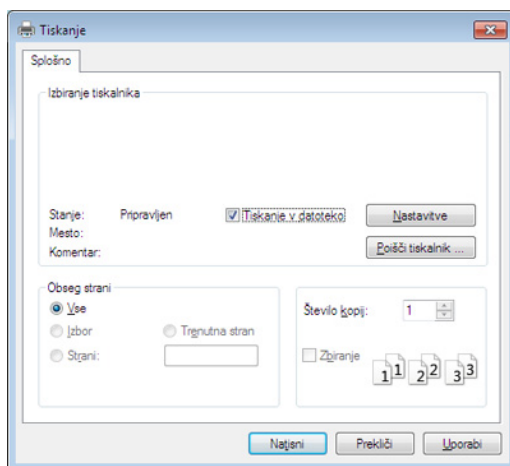 Tiskanje
Splošno
Izbiranje tiskalnika
Stanje: Pripravljen
Tiskanje v datoteko
Nastavitve
Mesto:
Komentar:
Poišči tiskalnik ...
Obseg strani
Vse
Izbor
Trenutna stran
Strani:
Število kopij: 1
Zbiranje
1 1 2 2 3 3
Natisni
Prekliči
Uporabi